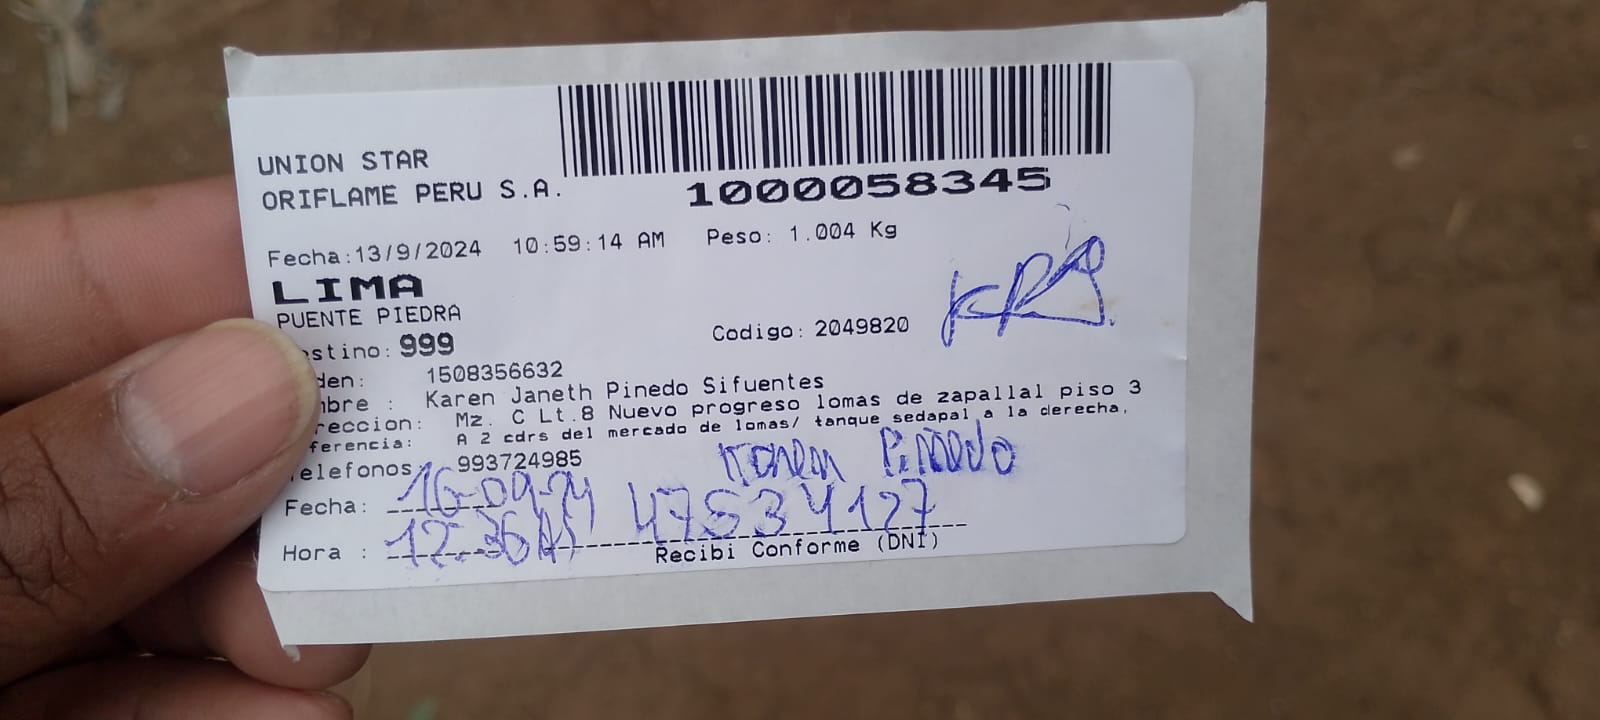 UNION STAR
ORIFLAME PERU S.A.
1000058345
Fecha:13/9/2024 10:59:14 AM Peso: 1.004 Kg
LIMA
PUENTE PIEDRA
stino: 999 Codigo: 2049820
den: 1508356632
mbre : Karen Janeth Pinedo Sifuentes
reccion: Mz. C Lt.8 Nuevo progreso lomas de zapallal piso 3
ferencia: A 2 cdrs del mercado de lomas/ tanque sedapal a la derecha.
elefonos: 993724985
Karen Pinedo
Fecha: 16-09-24 47534127
Hora : 12:36
Recibi Conforme (DNI)